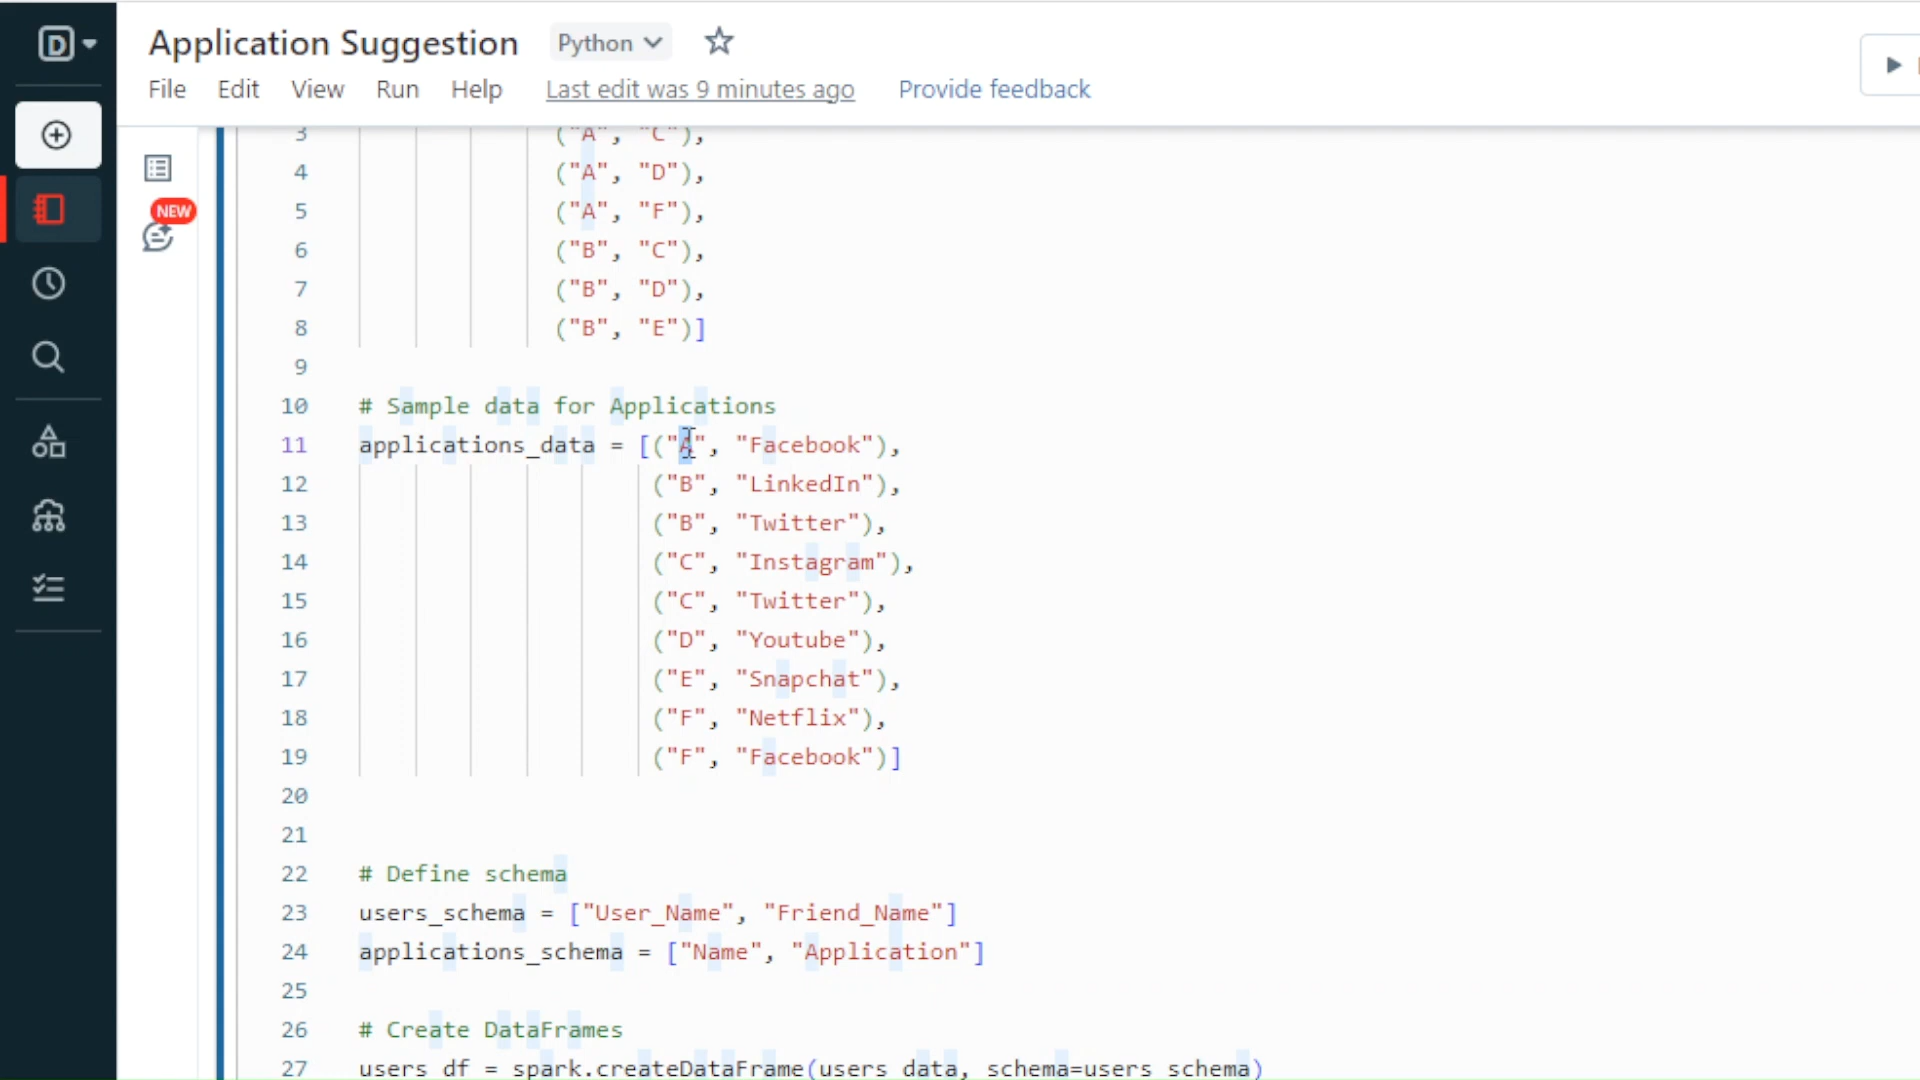 Application Suggestion Python
File Edit View Run Help Last edit was 9 minutes ago Provide feedback
NEW
3 ("A", "C"),
4 ("A", "D"),
5 ("A", "F"),
6 ("B", "C"),
7 ("B", "D"),
8 ("B", "E")]
9
10 # Sample data for Applications
11 applications_data = [("A", "Facebook"),
12 ("B", "LinkedIn"),
13 ("B", "Twitter"),
14 ("C", "Instagram"),
15 ("C", "Twitter"),
16 ("D", "Youtube"),
17 ("E", "Snapchat"),
18 ("F", "Netflix"),
19 ("F", "Facebook")]
20
21
22 # Define schema
23 users_schema = ["User_Name", "Friend_Name"]
24 applications_schema = ["Name", "Application"]
25
26 # Create DataFrames
27 users_df = spark.createDataFrame(users_data, schema=users_schema)